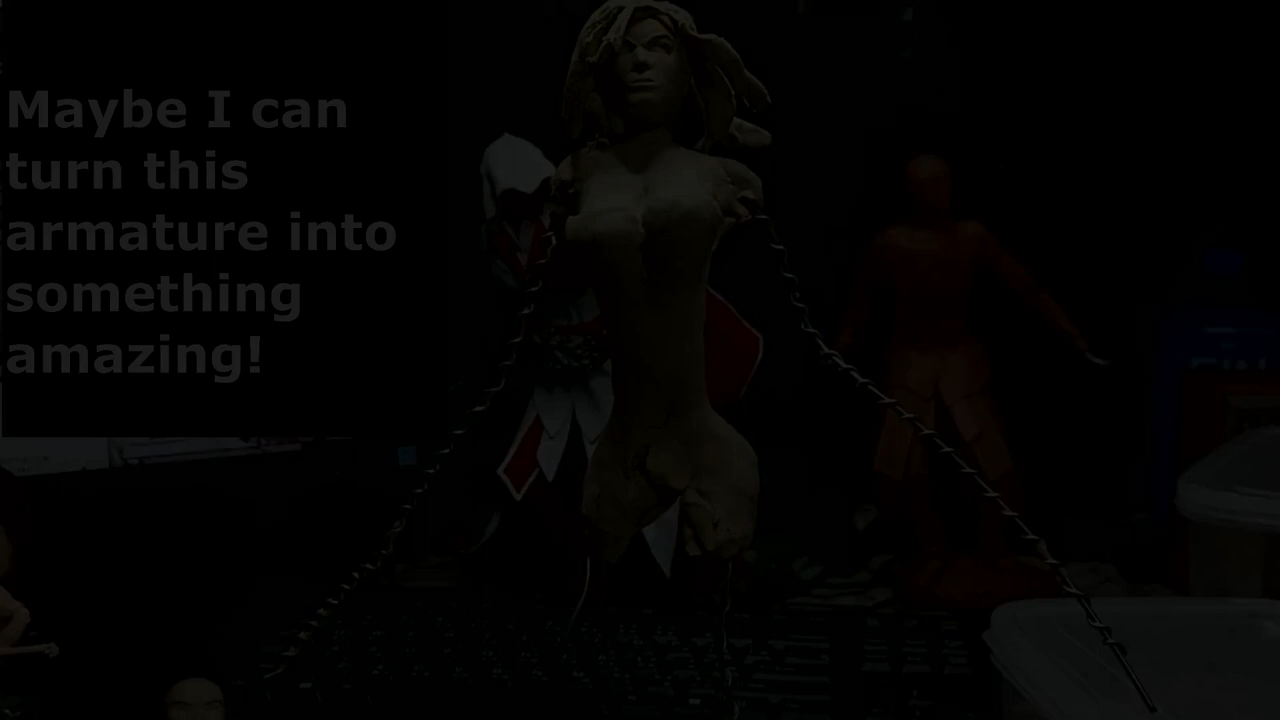 Maybe I can
turn this
armature into
something
amazing!